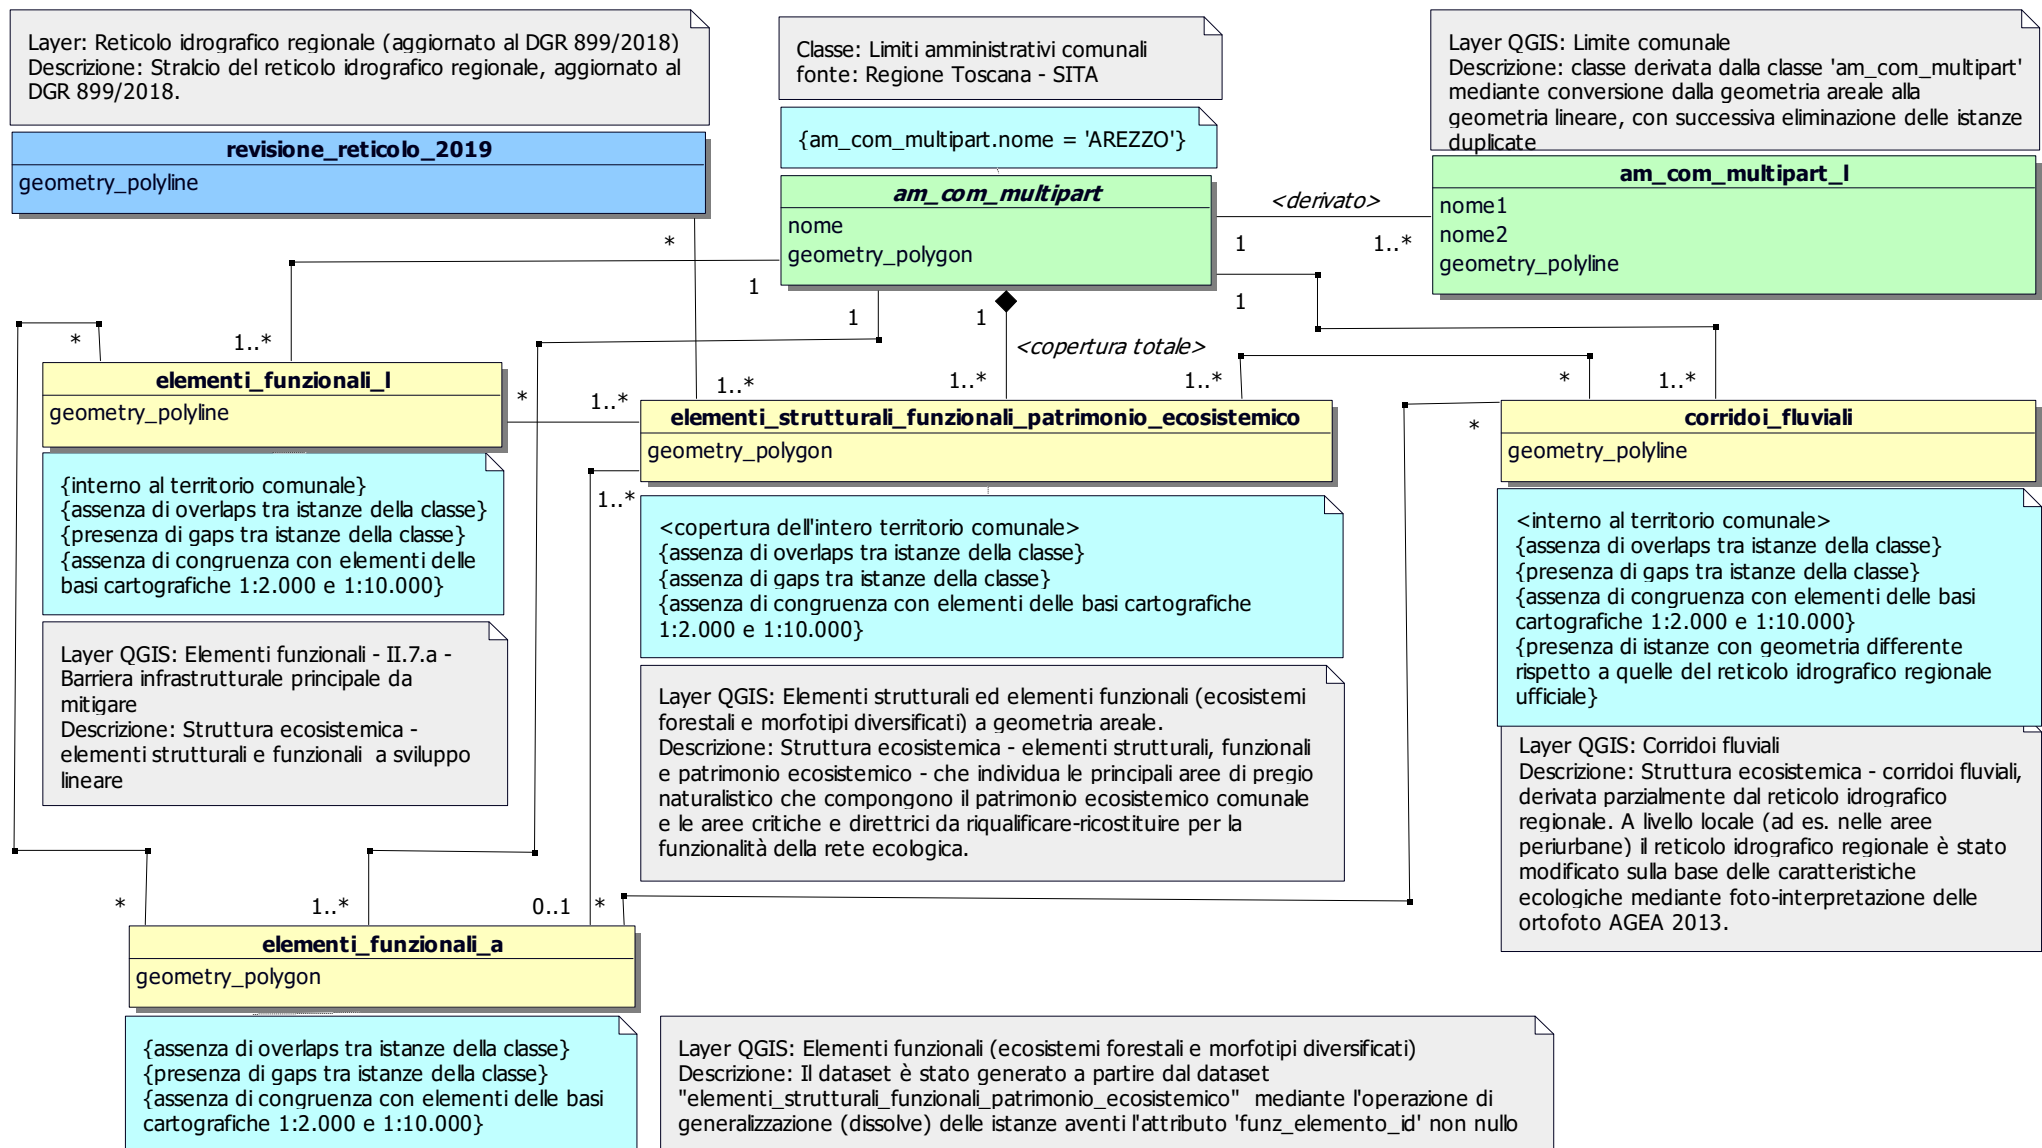 Layer: Reticolo idrografico regionale (aggiornato al DGR 899/2018)
Descrizione: Stralcio del reticolo idrografico regionale, aggiornato al
DGR 899/2018.
revisione_reticolo_2019
geometry_polyline
Classe: Limiti amministrativi comunali
fonte: Regione Toscana - SITA
{am_com_multipart.nome = 'AREZZO'}
am_com_multipart
nome
geometry_polygon
Layer QGIS: Limite comunale
Descrizione: classe derivata dalla classe 'am_com_multipart'
mediante conversione dalla geometria areale alla
geometria lineare, con successiva eliminazione delle istanze
duplicate
am_com_multipart_l
nome1
nome2
geometry_polyline
<derivato>
1
1..*
*
1
1
1
1
<copertura totale>
*
1..*
1..*
1..*
1..*
*
1..*
elementi_funzionali_l
geometry_polyline
*
1..*
elementi_strutturali_funzionali_patrimonio_ecosistemico
geometry_polygon
1..*
*
corridoi_fluviali
geometry_polyline
{interno al territorio comunale}
{assenza di overlaps tra istanze della classe}
{presenza di gaps tra istanze della classe}
{assenza di congruenza con elementi delle
basi cartografiche 1:2.000 e 1:10.000}
Layer QGIS: Elementi funzionali - II.7.a -
Barriera infrastrutturale principale da
mitigare
Descrizione: Struttura ecosistemica -
elementi strutturali e funzionali  a sviluppo
lineare
<copertura dell'intero territorio comunale>
{assenza di overlaps tra istanze della classe}
{assenza di gaps tra istanze della classe}
{assenza di congruenza con elementi delle basi cartografiche
1:2.000 e 1:10.000}
Layer QGIS: Elementi strutturali ed elementi funzionali (ecosistemi
forestali e morfotipi diversificati) a geometria areale.
Descrizione: Struttura ecosistemica - elementi strutturali, funzionali
e patrimonio ecosistemico - che individua le principali aree di pregio
naturalistico che compongono il patrimonio ecosistemico comunale
e le aree critiche e direttrici da riqualificare-ricostituire per la
funzionalità della rete ecologica.
<interno al territorio comunale>
{assenza di overlaps tra istanze della classe}
{presenza di gaps tra istanze della classe}
{assenza di congruenza con elementi delle basi
cartografiche 1:2.000 e 1:10.000}
{presenza di istanze con geometria differente
rispetto a quelle del reticolo idrografico regionale
ufficiale}
Layer QGIS: Corridoi fluviali
Descrizione: Struttura ecosistemica - corridoi fluviali,
derivata parzialmente dal reticolo idrografico
regionale. A livello locale (ad es. nelle aree
periurbane) il reticolo idrografico regionale è stato
modificato sulla base delle caratteristiche
ecologiche mediante foto-interpretazione delle
ortofoto AGEA 2013.
*
1..*
0..1
*
elementi_funzionali_a
geometry_polygon
{assenza di overlaps tra istanze della classe}
{presenza di gaps tra istanze della classe}
{assenza di congruenza con elementi delle basi
cartografiche 1:2.000 e 1:10.000}
Layer QGIS: Elementi funzionali (ecosistemi forestali e morfotipi diversificati)
Descrizione: Il dataset è stato generato a partire dal dataset
"elementi_strutturali_funzionali_patrimonio_ecosistemico"  mediante l'operazione di
generalizzazione (dissolve) delle istanze aventi l'attributo 'funz_elemento_id' non nullo